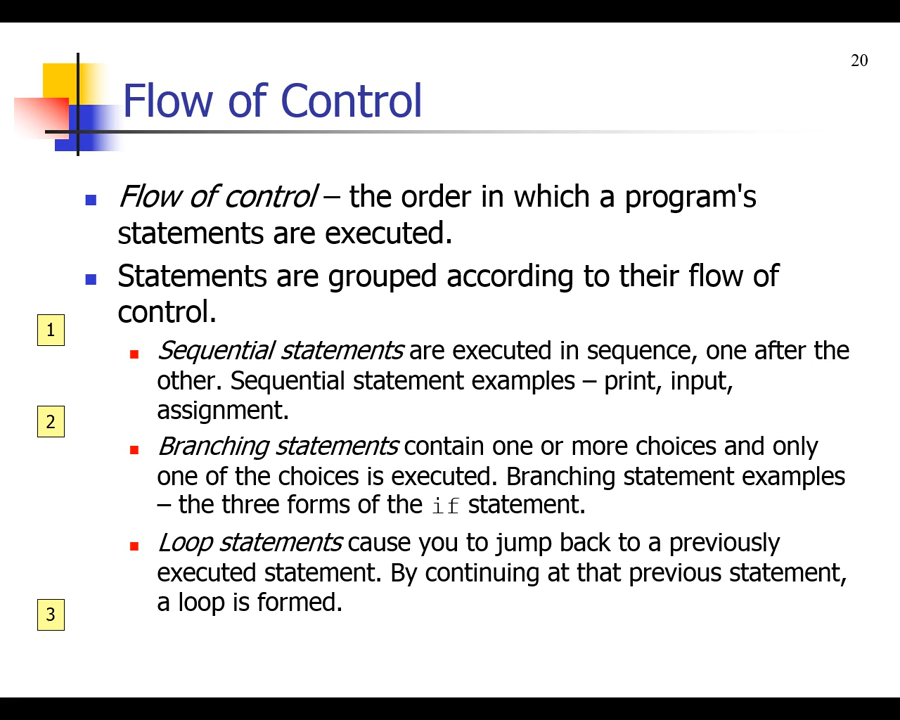 20
Flow of Control
Flow of control – the order in which a program's
statements are executed.
Statements are grouped according to their flow of
control.
1
Sequential statements are executed in sequence, one after the
other. Sequential statement examples – print, input,
assignment.
2
Branching statements contain one or more choices and only
one of the choices is executed. Branching statement examples
– the three forms of the if statement.
Loop statements cause you to jump back to a previously
executed statement. By continuing at that previous statement,
a loop is formed.
3